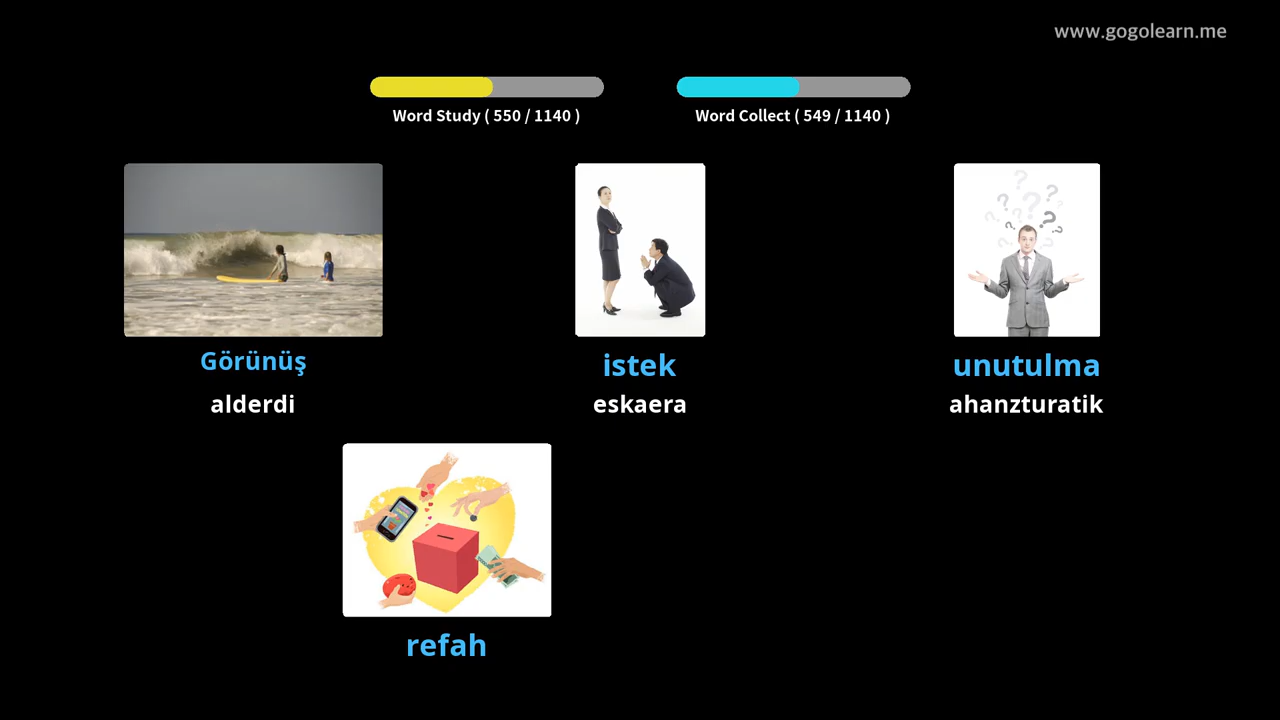 www.gogolearn.me
Word Study ( 550 / 1140 )
Word Collect ( 549 / 1140 )
Görünüş
istek
unutulma
alderdi
eskaera
ahanzturatik
refah